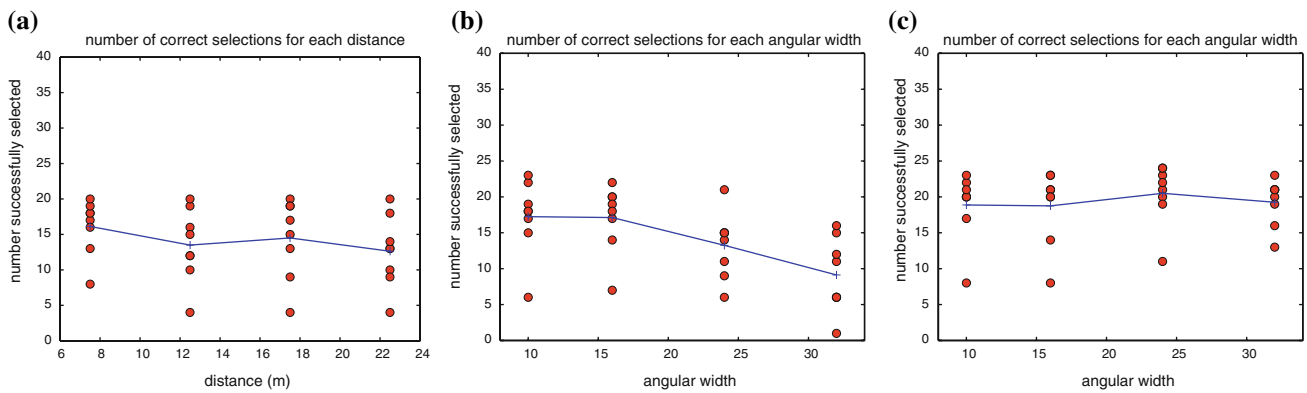 (a)
number of correct selections for each distance
number successfully selected
40
35
30
25
20
15
10
5
0
6 8 10 12 14 16 18 20 22 24
distance (m)
(b)
number of correct selections for each angular width
number successfully selected
40
35
30
25
20
15
10
5
0
10 15 20 25 30
angular width
(c)
number of correct selections for each angular width
number successfully selected
40
35
30
25
20
15
10
5
0
10 15 20 25 30
angular width